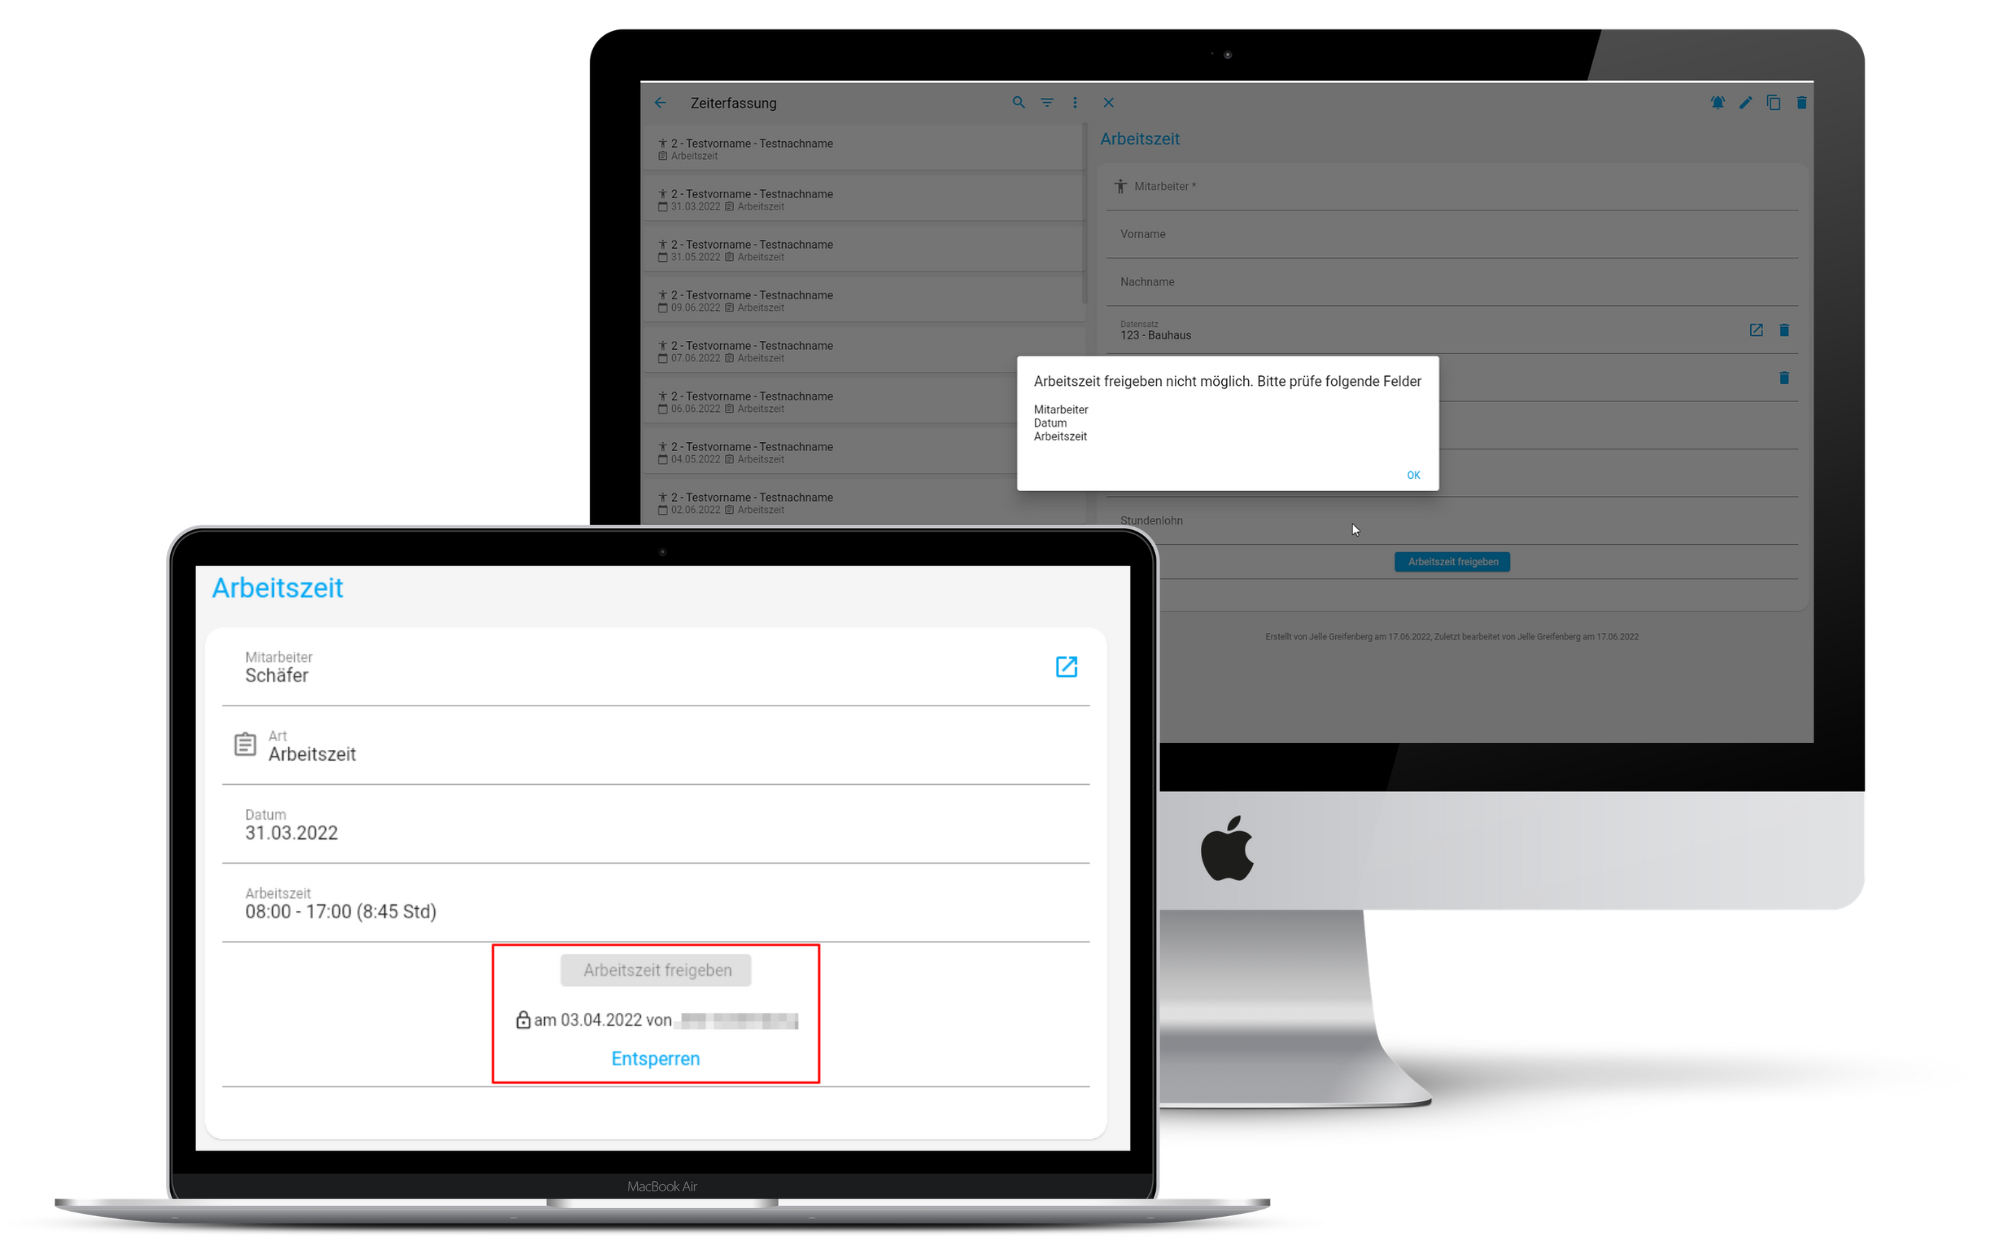 Zeiterfassung
2 - Testvorname - Testnachname
Arbeitszeit
2 - Testvorname - Testnachname
31.03.2022 Arbeitszeit
2 - Testvorname - Testnachname
31.05.2022 Arbeitszeit
2 - Testvorname - Testnachname
09.06.2022 Arbeitszeit
2 - Testvorname - Testnachname
07.06.2022 Arbeitszeit
2 - Testvorname - Testnachname
06.06.2022 Arbeitszeit
2 - Testvorname - Testnachname
04.05.2022 Arbeitszeit
2 - Testvorname - Testnachname
02.06.2022 Arbeitszeit
Arbeitszeit
Mitarbeiter *
Vorname
Nachname
Datensatz
123 - Bauhaus
Arbeitszeit freigeben nicht möglich. Bitte prüfe folgende Felder
Mitarbeiter
Datum
Arbeitszeit
OK
Stundenlohn
Arbeitszeit freigeben
Erstellt von Jelle Greifenberg am 17.06.2022, Zuletzt bearbeitet von Jelle Greifenberg am 17.06.2022
Arbeitszeit
Mitarbeiter
Schäfer
Art
Arbeitszeit
Datum
31.03.2022
Arbeitszeit
08:00 - 17:00 (8:45 Std)
Arbeitszeit freigeben
am 03.04.2022 von
Entsperren
MacBook Air